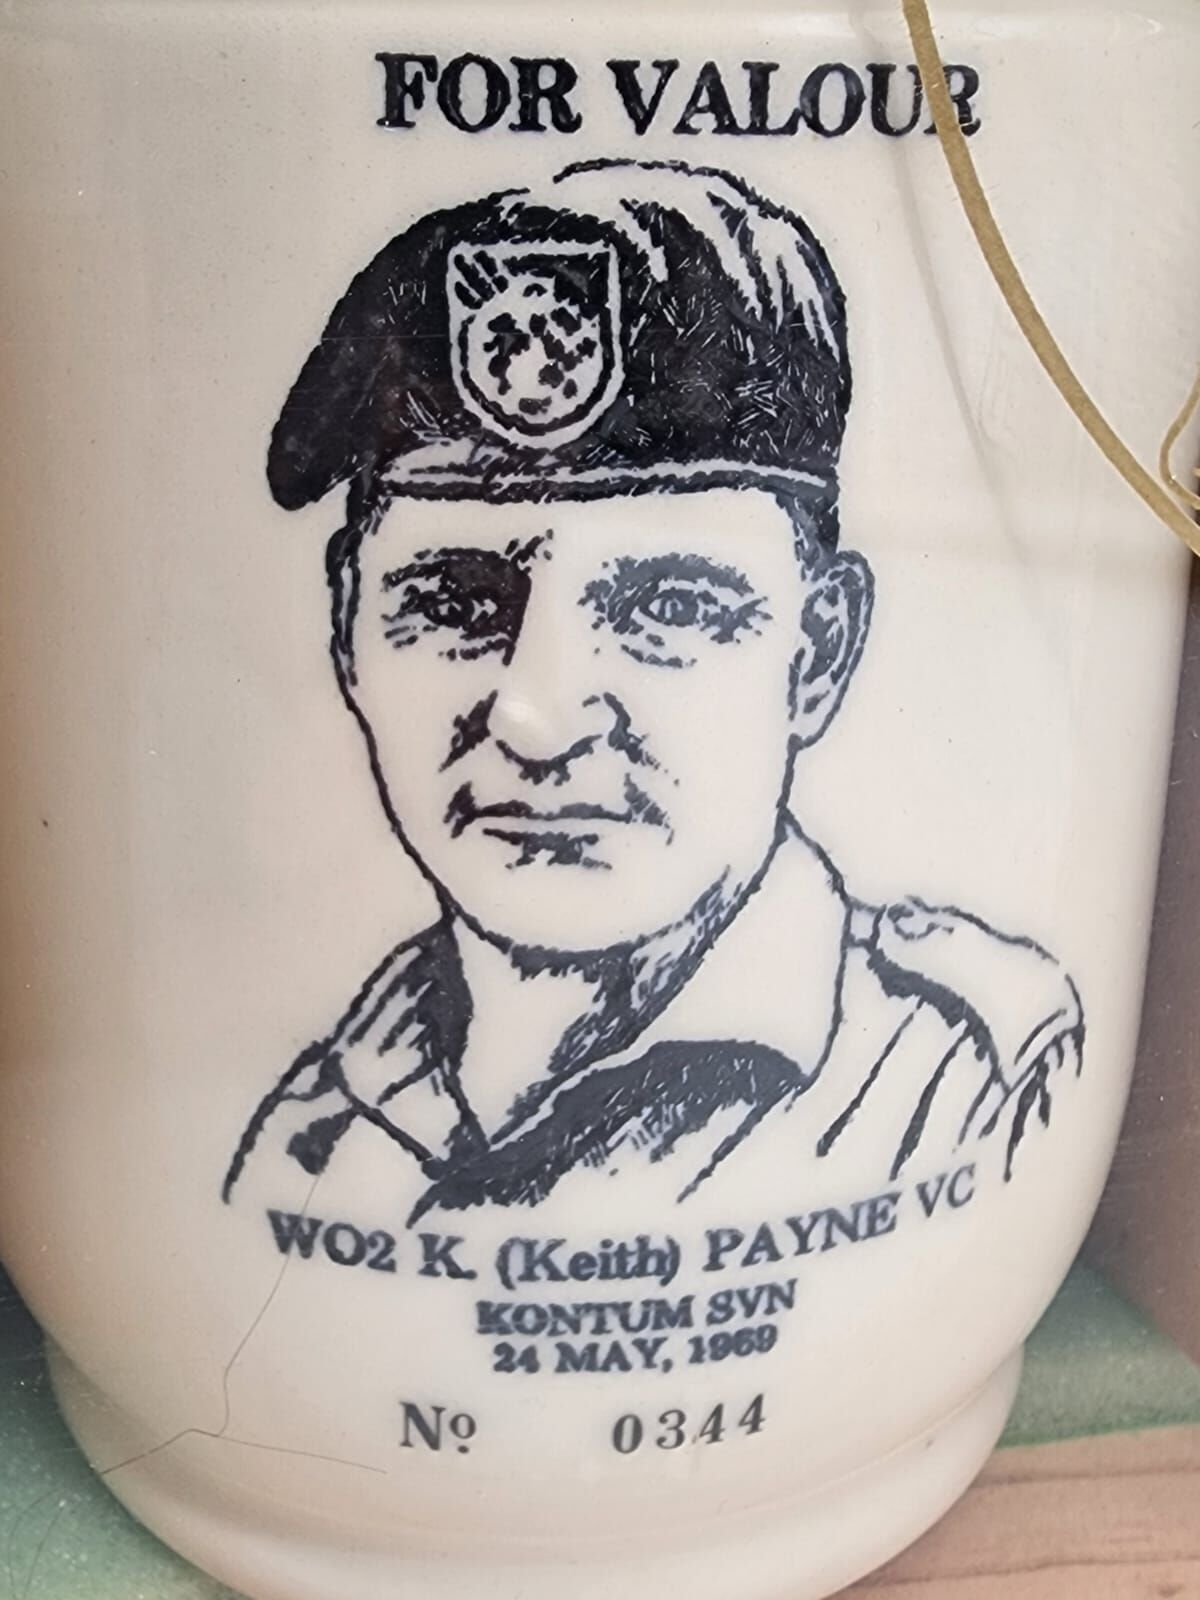 FOR VALOUR
WO2 K. (Keith) PAYNE VC
KONTUM SVN
24 MAY, 1969
Nº 0344